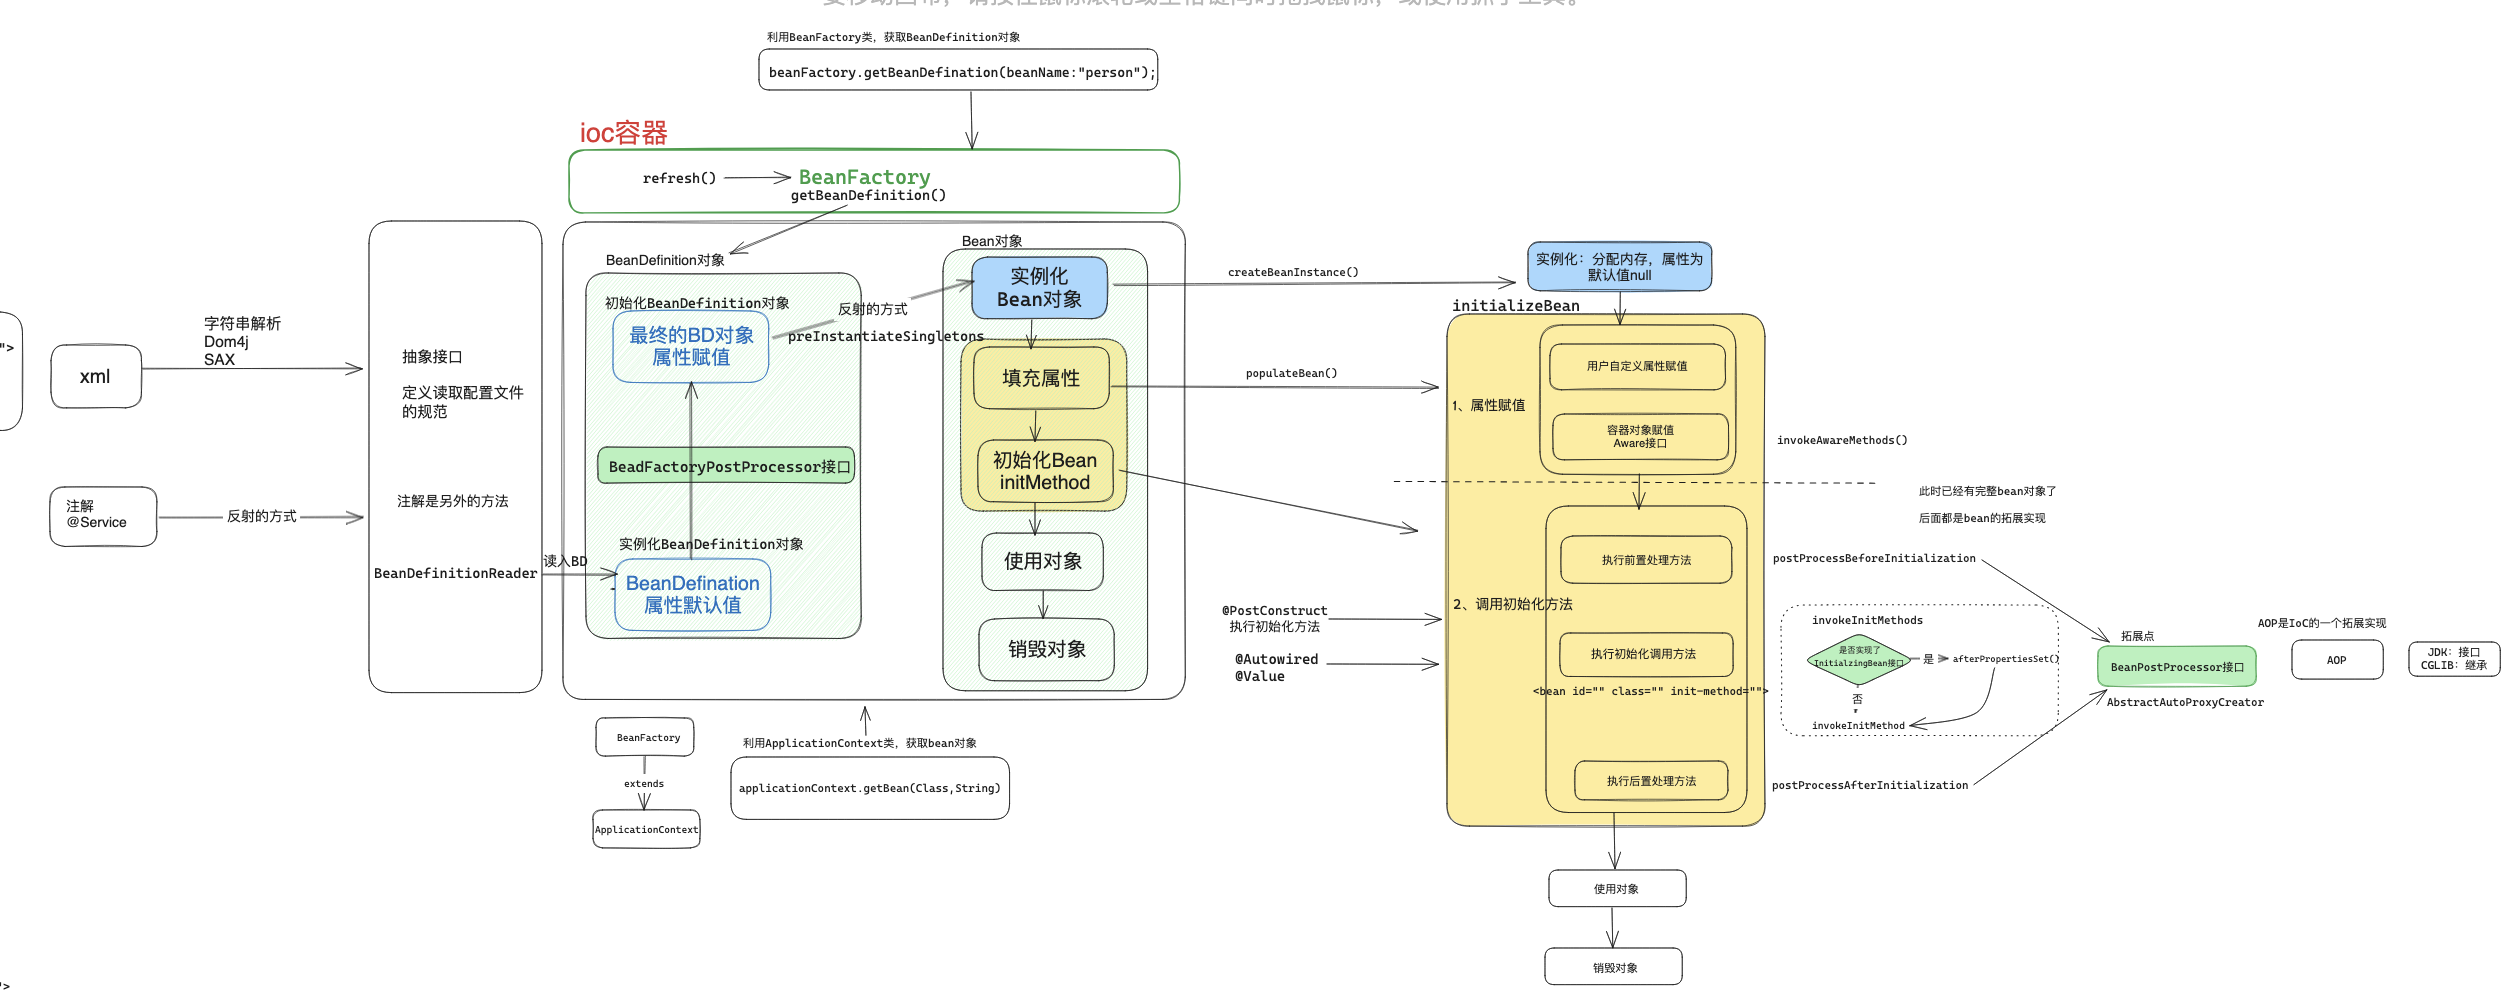 利用BeanFactory类，获取BeanDefinition对象
beanFactory.getBeanDefination(beanName:"person");
ioc容器
refresh()
BeanFactory
getBeanDefinition()
">
xml
字符串解析
Dom4j
SAX
注解
@Service
反射的方式
抽象接口
定义读取配置文件
的规范
注解是另外的方法
BeanDefinitionReader
读入BD
BeanDefinition对象
初始化BeanDefinition对象
最终的BD对象
属性赋值
BeadFactoryPostProcessor接口
实例化BeanDefinition对象
BeanDefination
属性默认值
反射的方式
preInstantiateSingletons
Bean对象
实例化
Bean对象
填充属性
初始化Bean
initMethod
使用对象
销毁对象
createBeanInstance()
populateBean()
实例化：分配内存，属性为
默认值null
initializeBean
用户自定义属性赋值
1、属性赋值
容器对象赋值
Aware接口
invokeAwareMethods()
此时已经有完整bean对象了
后面都是bean的拓展实现
执行前置处理方法
postProcessBeforeInitialization
@PostConstruct
执行初始化方法
@Autowired
@Value
2、调用初始化方法
执行初始化调用方法
<bean id="" class="" init-method="">
执行后置处理方法
postProcessAfterInitialization
invokeInitMethods
是否实现了
InitialzingBean接口
是
afterPropertiesSet()
否
invokeInitMethod
拓展点
BeanPostProcessor接口
AbstractAutoProxyCreator
AOP是IoC的一个拓展实现
AOP
JDK：接口
CGLIB：继承
BeanFactory
extends
ApplicationContext
利用ApplicationContext类，获取bean对象
applicationContext.getBean(Class,String)
使用对象
销毁对象